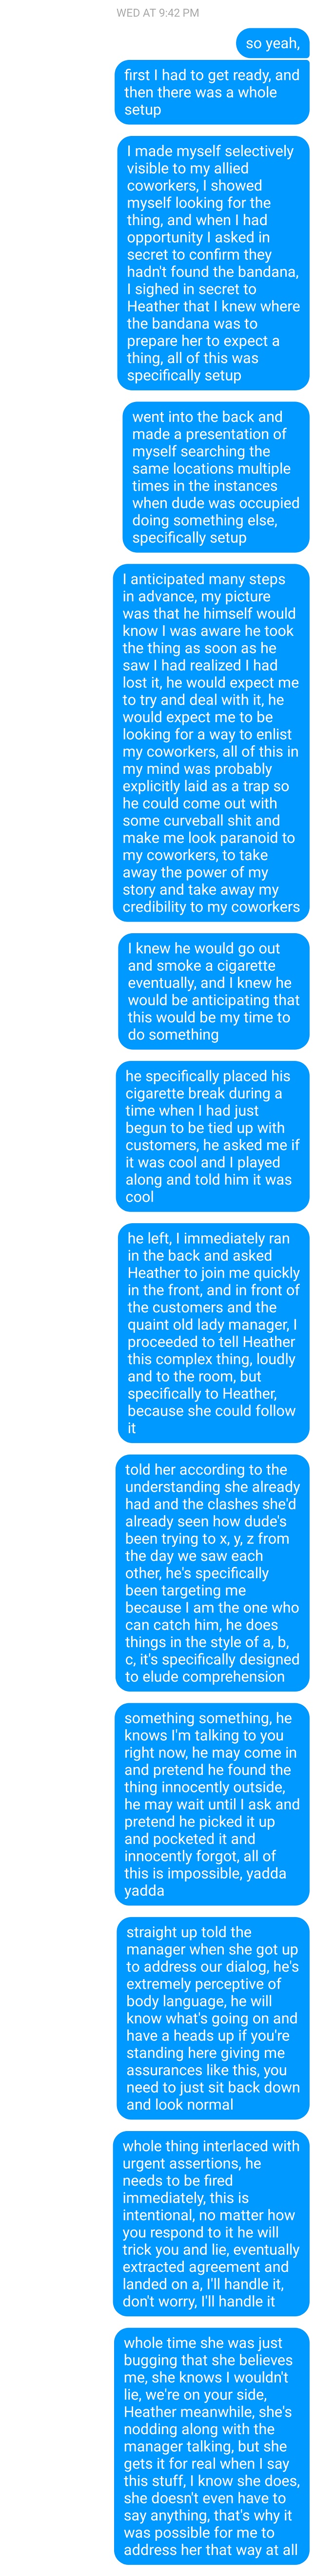 WED AT 9:42 PM
so yeah,
first I had to get ready, and
then there was a whole
setup
I made myself selectively
visible to my allied
coworkers, I showed
myself looking for the
thing, and when I had
opportunity I asked in
secret to confirm they
hadn't found the bandana,
I sighed in secret to
Heather that I knew where
the bandana was to
prepare her to expect a
thing, all of this was
specifically setup
went into the back and
made a presentation of
myself searching the
same locations multiple
times in the instances
when dude was occupied
doing something else,
specifically setup
I anticipated many steps
in advance, my picture
was that he himself would
know I was aware he took
the thing as soon as he
saw I had realized I had
lost it, he would expect me
to try and deal with it, he
would expect me to be
looking for a way to enlist
my coworkers, all of this in
my mind was probably
explicitly laid as a trap so
he could come out with
some curveball shit and
make me look paranoid to
my coworkers, to take
away the power of my
story and take away my
credibility to my coworkers
I knew he would go out
and smoke a cigarette
eventually, and I knew he
would be anticipating that
this would be my time to
do something
he specifically placed his
cigarette break during a
time when I had just
begun to be tied up with
customers, he asked me if
it was cool and I played
along and told him it was
cool
he left, I immediately ran
in the back and asked
Heather to join me quickly
in the front, and in front of
the customers and the
quaint old lady manager, I
proceeded to tell Heather
this complex thing, loudly
and to the room, but
specifically to Heather,
because she could follow
it
told her according to the
understanding she already
had and the clashes she'd
already seen how dude's
been trying to x, y, z from
the day we saw each
other, he's specifically
been targeting me
because I am the one who
can catch him, he does
things in the style of a, b,
c, it's specifically designed
to elude comprehension
something something, he
knows I'm talking to you
right now, he may come in
and pretend he found the
thing innocently outside,
he may wait until I ask and
pretend he picked it up
and pocketed it and
innocently forgot, all of
this is impossible, yadda
yadda
straight up told the
manager when she got up
to address our dialog, he's
extremely perceptive of
body language, he will
know what's going on and
have a heads up if you're
standing here giving me
assurances like this, you
need to just sit back down
and look normal
whole thing interlaced with
urgent assertions, he
needs to be fired
immediately, this is
intentional, no matter how
you respond to it he will
trick you and lie, eventually
extracted agreement and
landed on a, I'll handle it,
don't worry, I'll handle it
whole time she was just
bugging that she believes
me, she knows I wouldn't
lie, we're on your side,
Heather meanwhile, she's
nodding along with the
manager talking, but she
gets it for real when I say
this stuff, I know she does,
she doesn't even have to
say anything, that's why it
was possible for me to
address her that way at all